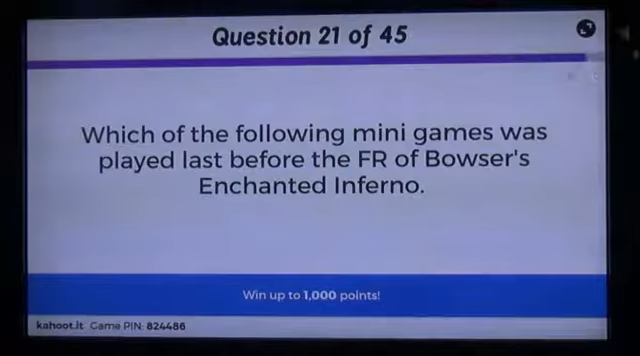 Question 21 of 45
Which of the following mini games was
played last before the FR of Bowser's
Enchanted Inferno.
Win up to 1,000 points!
kahoot.it Game PIN: 824486